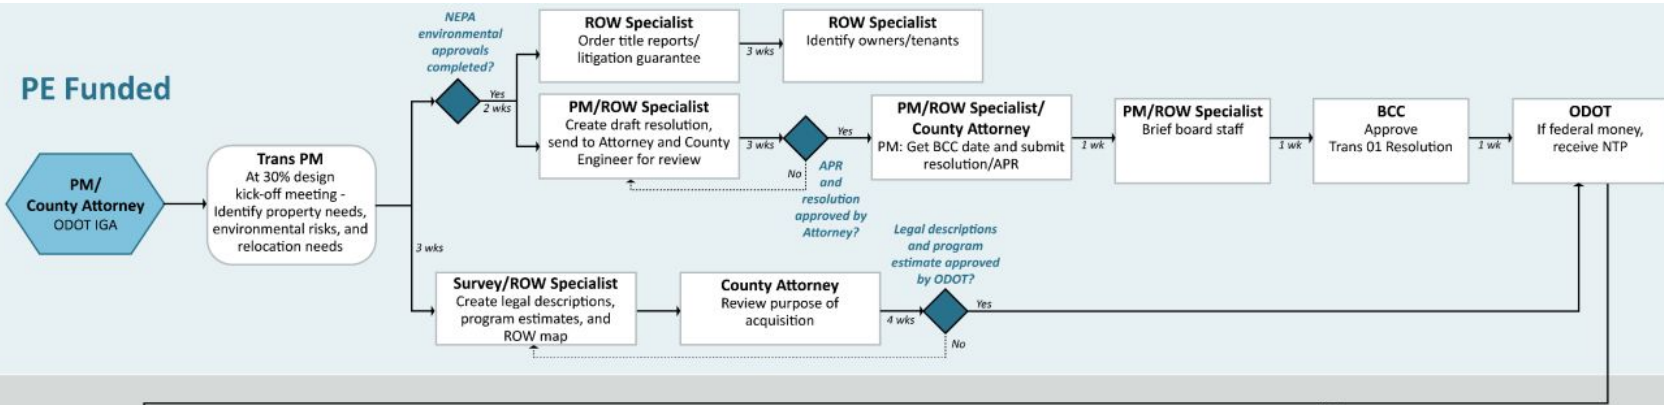 PE Funded
PM/
County Attorney
ODOT IGA
Trans PM
At 30% design
kick-off meeting -
Identify property needs,
environmental risks, and
relocation needs
NEPA
environmental
approvals
completed?
Yes
2 wks
ROW Specialist
Order title reports/
litigation guarantee
3 wks
ROW Specialist
Identify owners/tenants
PM/ROW Specialist
Create draft resolution,
send to Attorney and County
Engineer for review
3 wks
Yes
No
APR
and
resolution
approved by
Attorney?
PM/ROW Specialist/
County Attorney
PM: Get BCC date and submit
resolution/APR
1 wk
PM/ROW Specialist
Brief board staff
1 wk
BCC
Approve
Trans 01 Resolution
1 wk
ODOT
If federal money,
receive NTP
3 wks
Survey/ROW Specialist
Create legal descriptions,
program estimates, and
ROW map
County Attorney
Review purpose of
acquisition
4 wks
Legal descriptions
and program
estimate approved
by ODOT?
Yes
No